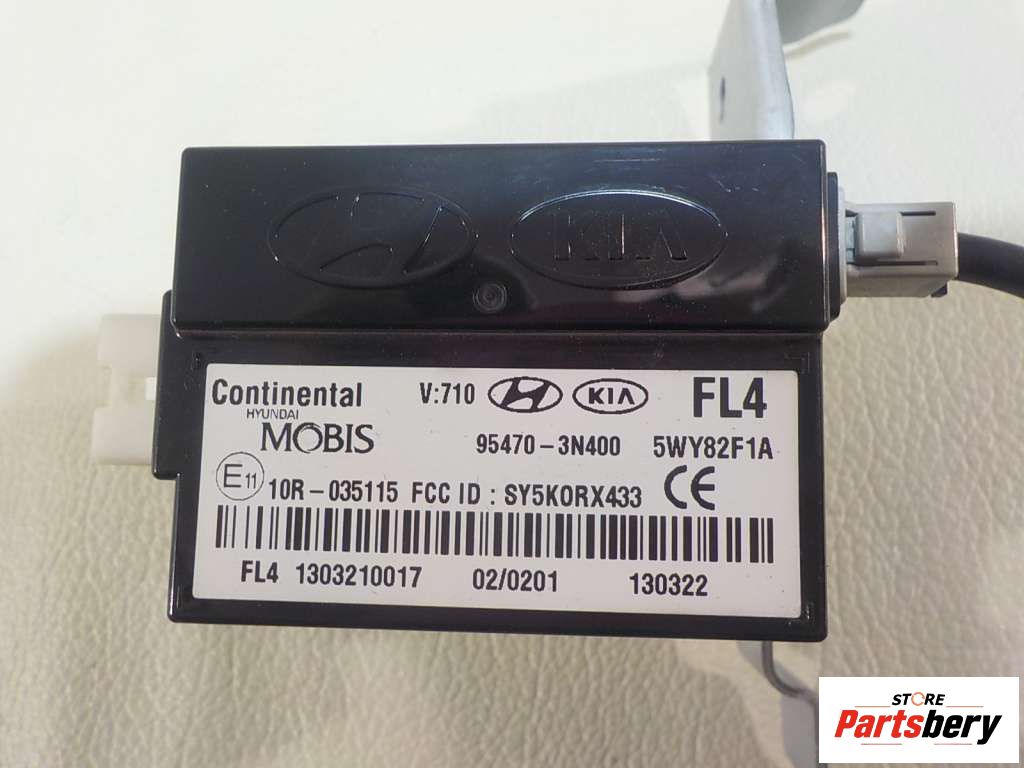 KIA
Continental V:710 KIA FL4
HYUNDAI
MOBIS 95470-3N400 5WY82F1A
E11 10R-035115 FCC ID : SY5KORX433 CE
FL4 1303210017 02/0201 130322
STORE
Partsbery